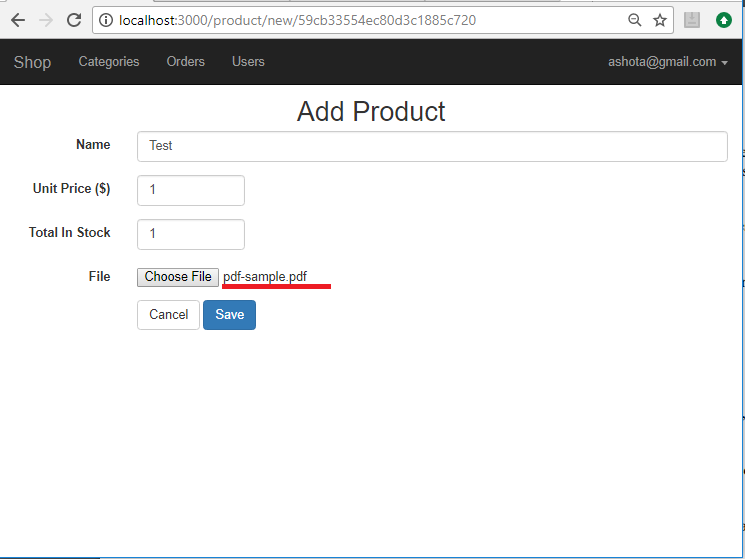 localhost:3000/product/new/59cb33554ec80d3c1885c720
Shop Categories Orders Users ashota@gmail.com
Add Product
Name Test
Unit Price ($) 1
Total In Stock 1
File Choose File pdf-sample.pdf
Cancel Save